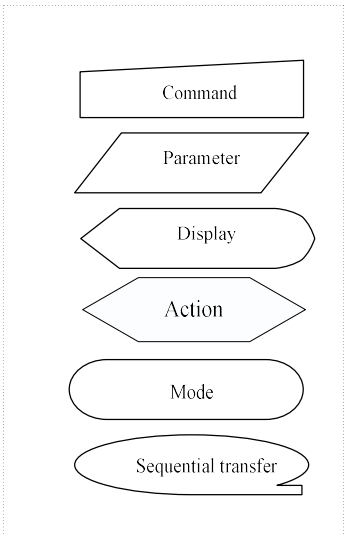 Command
Parameter
Display
Action
Mode
Sequential transfer